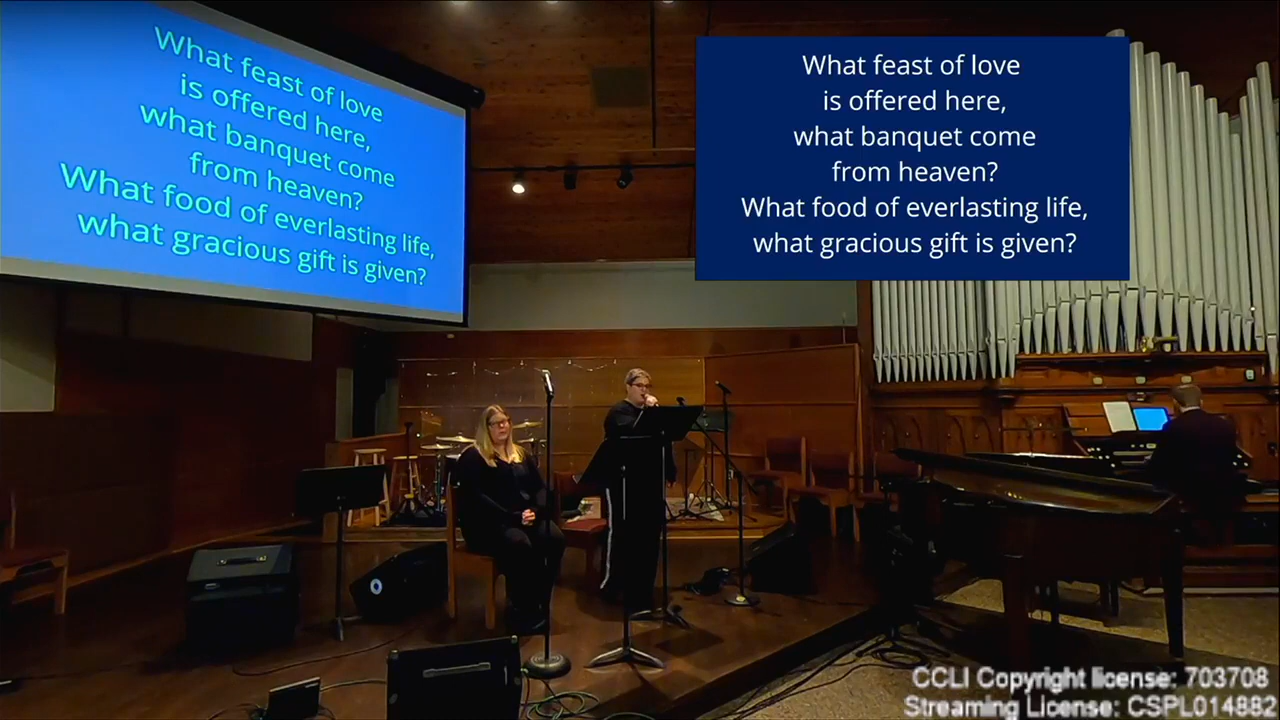 What feast of love
is offered here,
what banquet come
from heaven?
What food of everlasting life,
what gracious gift is given?
What feast of love
is offered here,
what banquet come
from heaven?
What food of everlasting life,
what gracious gift is given?
CCLI Copyright license: 703708
Streaming License: CSPL014882